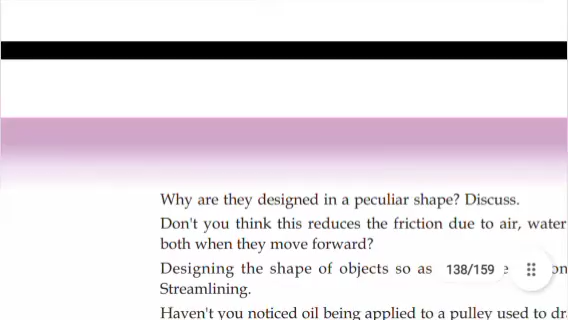 Why are they designed in a peculiar shape? Discuss.
Don't you think this reduces the friction due to air, water
both when they move forward?
Designing the shape of objects so as 138/159
Streamlining.
Haven't you noticed oil being applied to a pulley used to